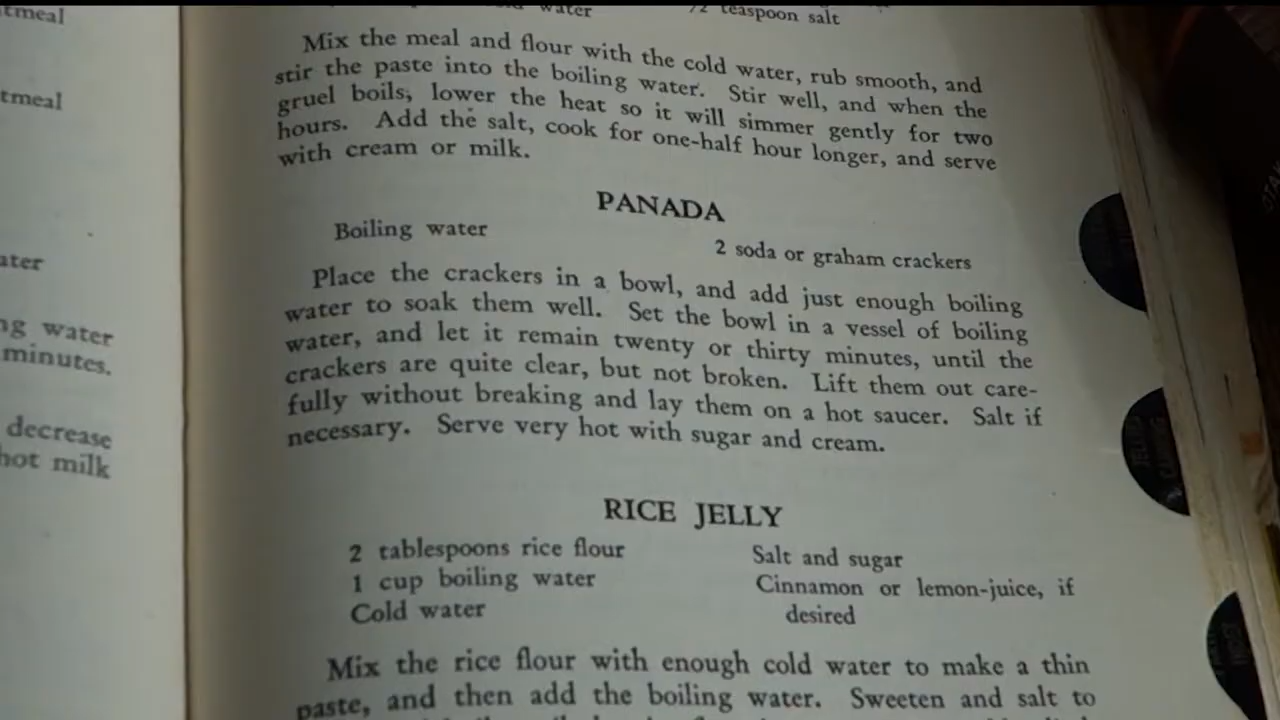 tmeal
tmeal
ater
ng water
minutes.
decrease
hot milk
water
½ teaspoon salt
Mix the meal and flour with the cold water, rub smooth, and
stir the paste into the boiling water. Stir well, and when the
gruel boils, lower the heat so it will simmer gently for two
hours. Add the salt, cook for one-half hour longer, and serve
with cream or milk.
PANADA
Boiling water
2 soda or graham crackers
Place the crackers in a bowl, and add just enough boiling
water to soak them well. Set the bowl in a vessel of boiling
water, and let it remain twenty or thirty minutes, until the
crackers are quite clear, but not broken. Lift them out care-
fully without breaking and lay them on a hot saucer. Salt if
necessary. Serve very hot with sugar and cream.
RICE JELLY
2 tablespoons rice flour
1 cup boiling water
Cold water
Salt and sugar
Cinnamon or lemon-juice, if
desired
Mix the rice flour with enough cold water to make a thin
paste, and then add the boiling water. Sweeten and salt to